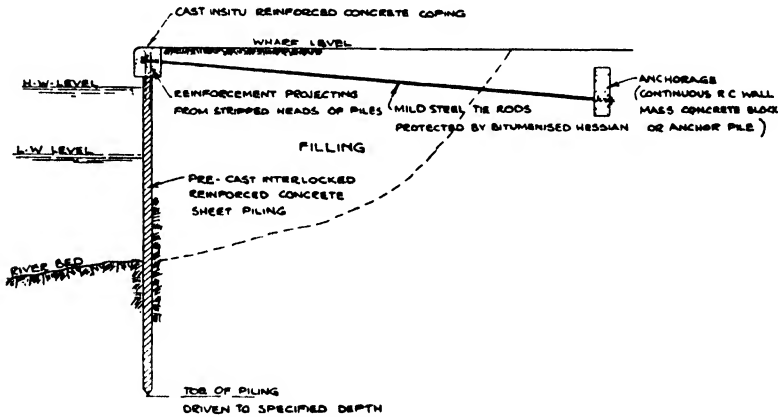 CAST INSITU REINFORCED CONCRETE COPING
WHARF LEVEL
H.W. LEVEL
REINFORCEMENT PROJECTING
FROM STRIPPED HEADS OF PILES
MILD STEEL TIE RODS
PROTECTED BY BITUMENISED HESSIAN
ANCHORAGE
(CONTINUOUS R C WALL
MASS CONCRETE BLOCK
OR ANCHOR PILE)
L.W LEVEL
FILLING
PRE-CAST INTERLOCKED
REINFORCED CONCRETE
SHEET PILING
RIVER BED
TOE OF PILING
DRIVEN TO SPECIFIED DEPTH